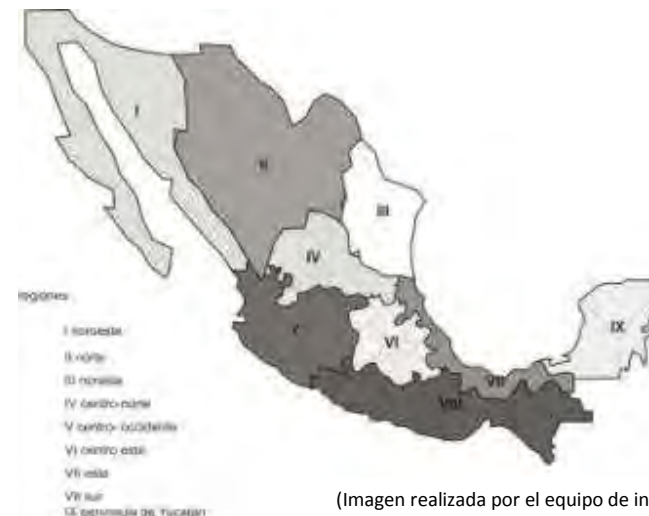 I
II
III
IV
V
VI
VII
VIII
IX
regiones
I noroeste
II norte
III noreste
IV centro-norte
V centro-occidente
VI centro este
VII este
VIII sur
IX península de Yucatán
(Imagen realizada por el equipo de in